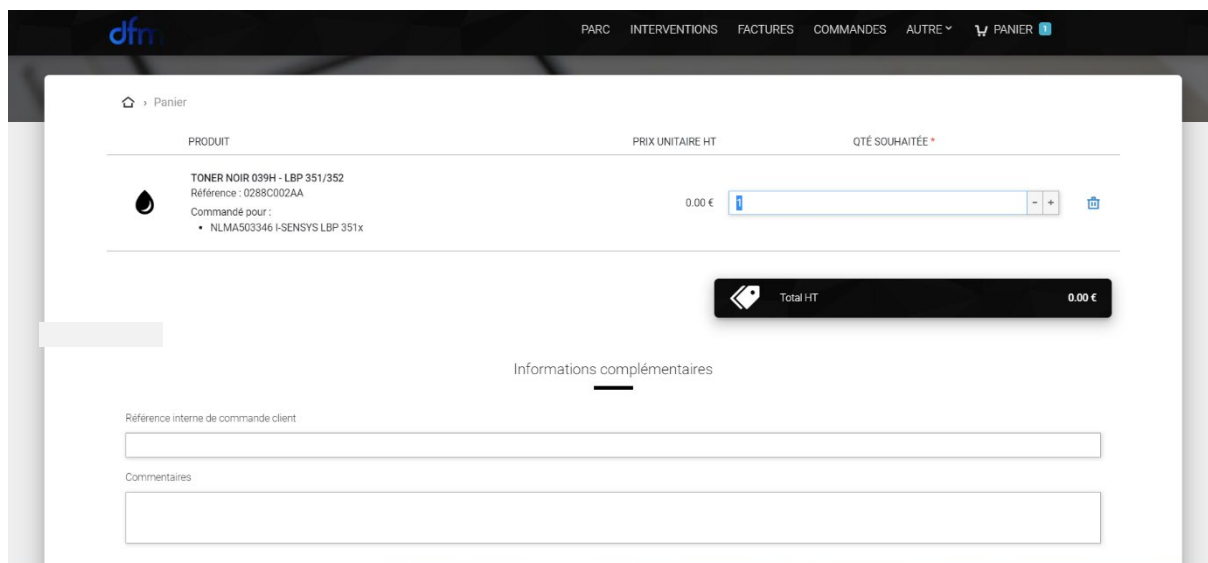 dfm
PARC INTERVENTIONS FACTURES COMMANDES AUTRE PANIER 1
Panier
PRODUIT PRIX UNITAIRE HT QTÉ SOUHAITÉE *
TONER NOIR 039H - LBP 351/352
Référence : 0288C002AA
Commandé pour :
• NLMA503346 I-SENSYS LBP 351x
0.00 € 1 - +
Total HT 0.00 €
Informations complémentaires
Référence interne de commande client
Commentaires